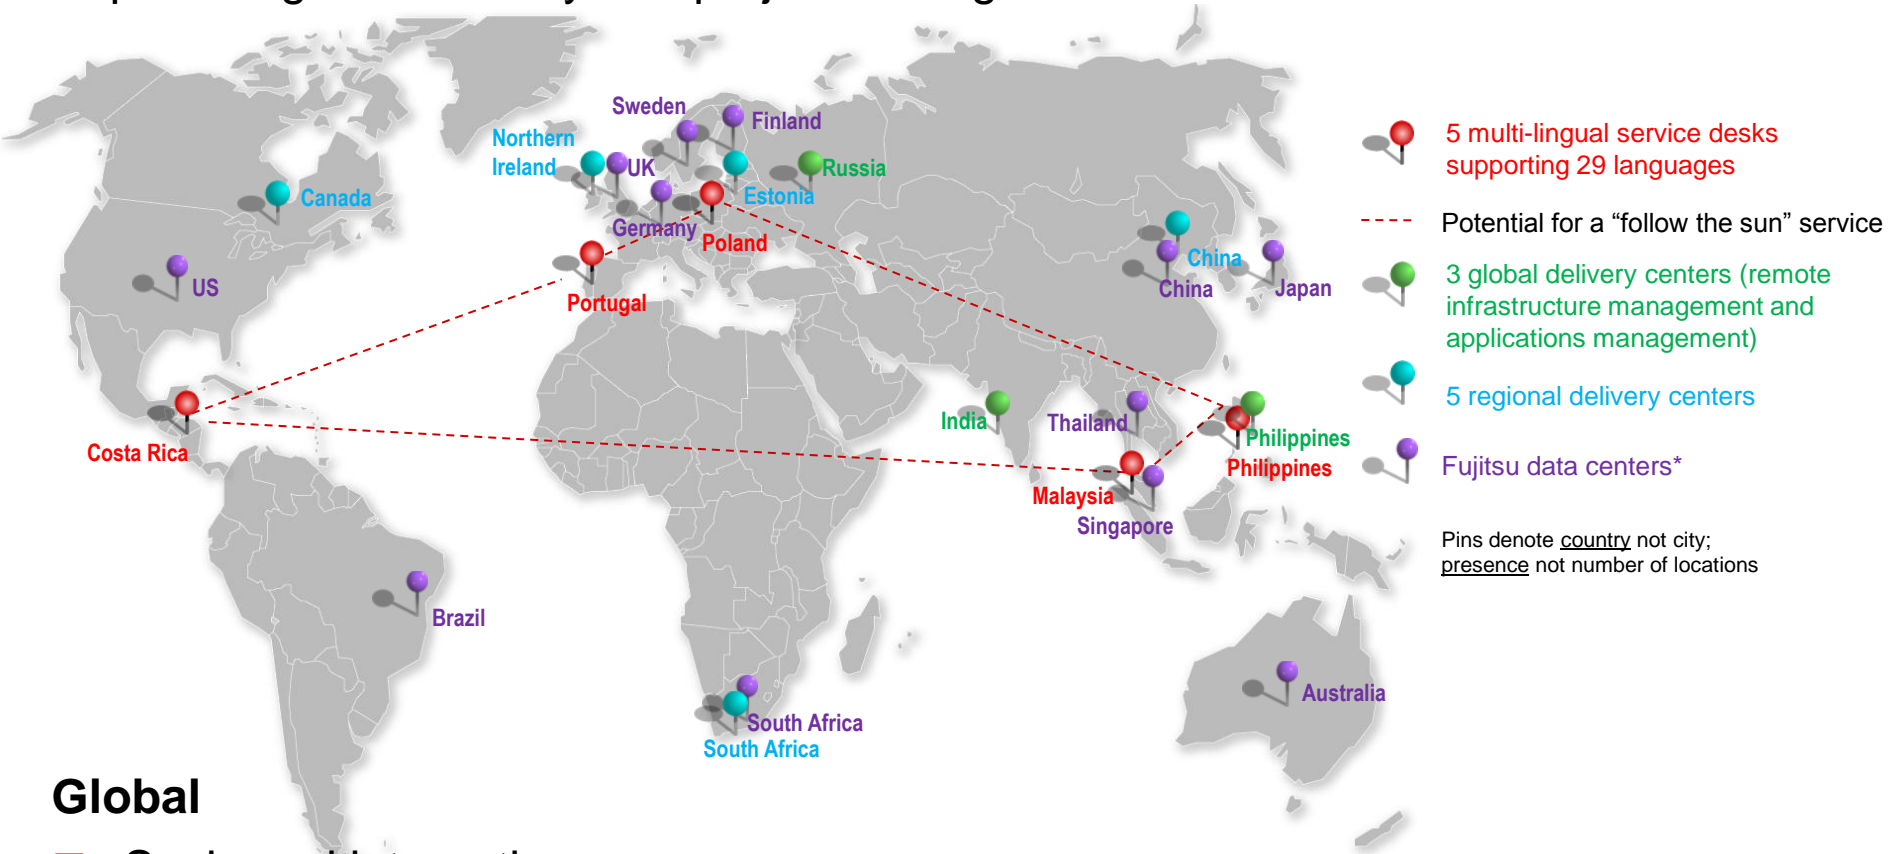 Sweden
Finland
Northern
Ireland
UK
Russia
Canada
Estonia
Germany
Poland
US
Portugal
China
China
Japan
Costa Rica
India
Thailand
Philippines
Philippines
Malaysia
Singapore
Brazil
Australia
South Africa
South Africa
5 multi-lingual service desks
supporting 29 languages
Potential for a “follow the sun” service
3 global delivery centers (remote
infrastructure management and
applications management)
5 regional delivery centers
Fujitsu data centers*
Pins denote country not city;
presence not number of locations
Global